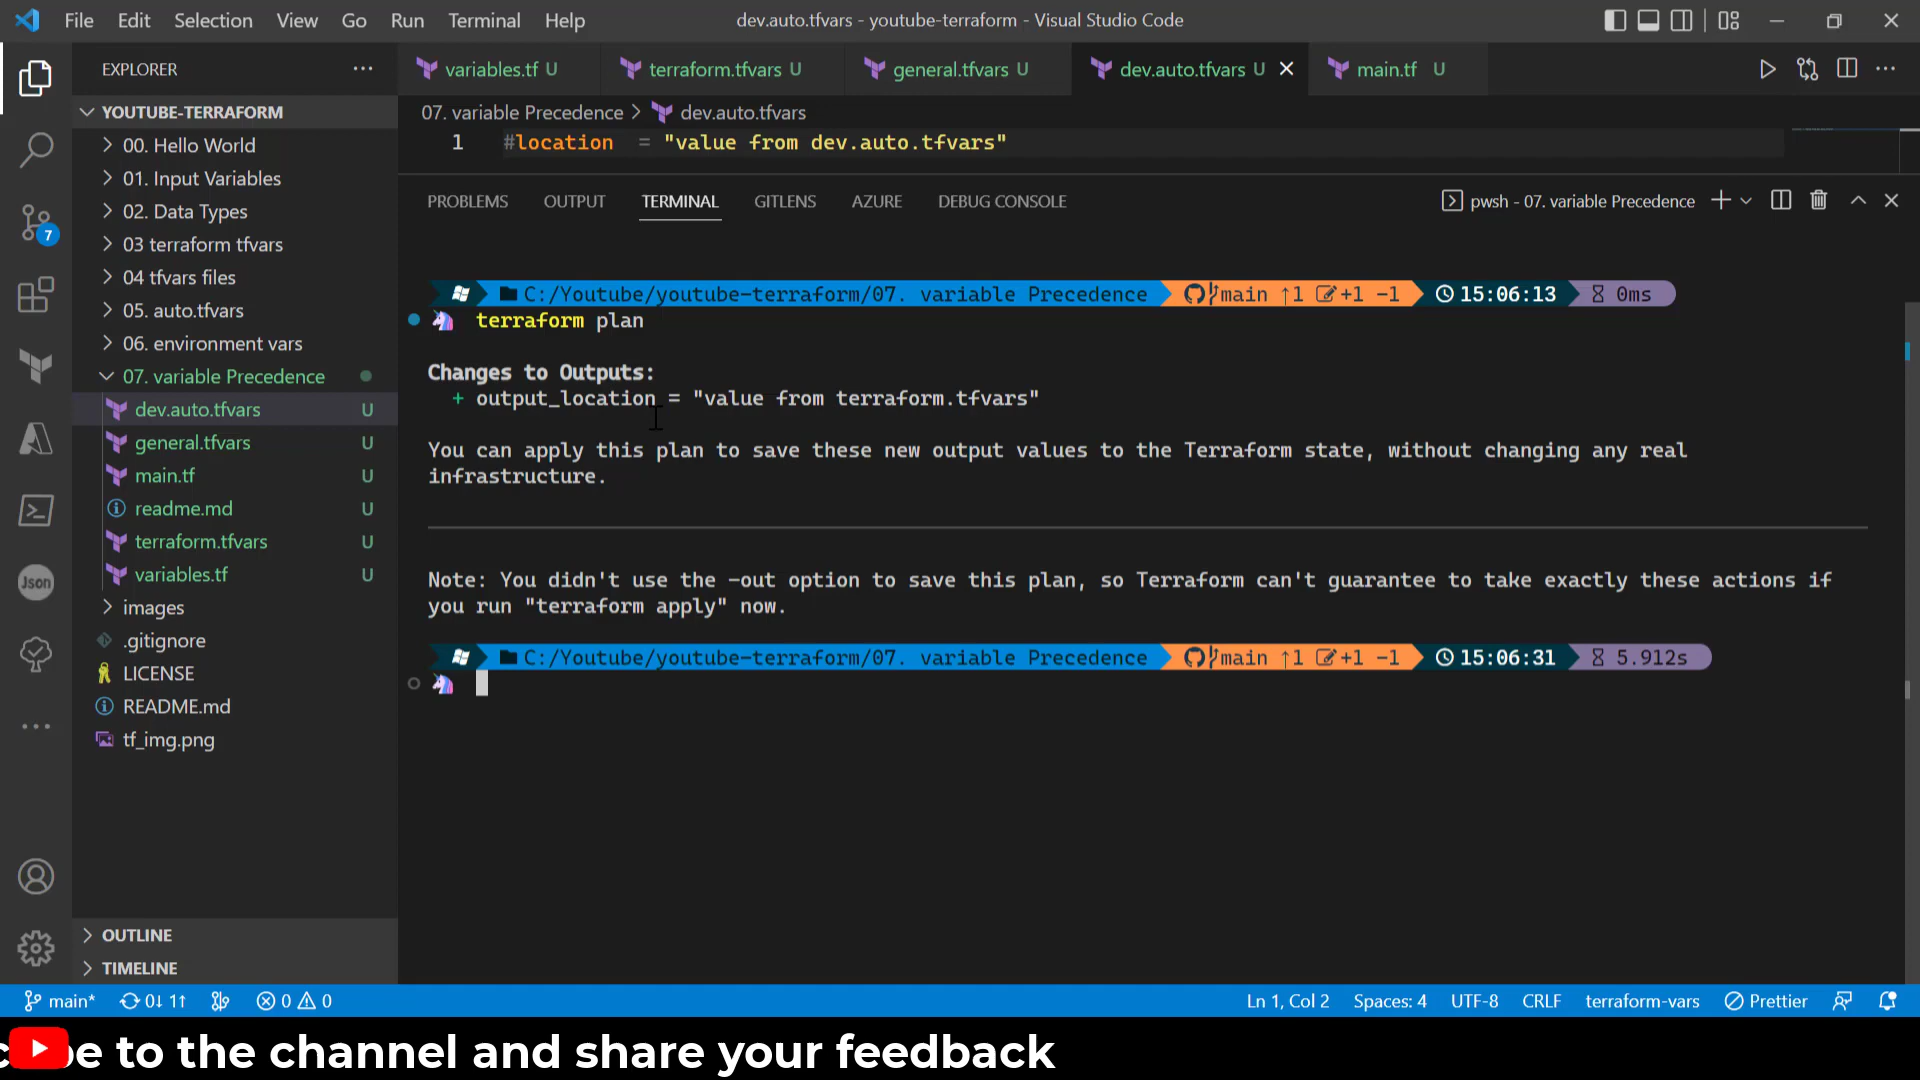 File Edit Selection View Go Run Terminal Help
dev.auto.tfvars - youtube-terraform - Visual Studio Code
EXPLORER
YOUTUBE-TERRAFORM
00. Hello World
01. Input Variables
02. Data Types
03 terraform tfvars
04 tfvars files
05. auto.tfvars
06. environment vars
07. variable Precedence
dev.auto.tfvars U
general.tfvars U
main.tf U
readme.md U
terraform.tfvars U
variables.tf U
images
.gitignore
LICENSE
README.md
tf_img.png
OUTLINE
TIMELINE
7
Json
variables.tf U
terraform.tfvars U
general.tfvars U
dev.auto.tfvars U
main.tf U
07. variable Precedence > dev.auto.tfvars
1 #location = "value from dev.auto.tfvars"
PROBLEMS OUTPUT TERMINAL GITLENS AZURE DEBUG CONSOLE
pwsh - 07. variable Precedence
C:/Youtube/youtube-terraform/07. variable Precedence main ↑1 +1 -1 15:06:13 0ms
terraform plan
Changes to Outputs:
+ output_location = "value from terraform.tfvars"
You can apply this plan to save these new output values to the Terraform state, without changing any real
infrastructure.
Note: You didn't use the -out option to save this plan, so Terraform can't guarantee to take exactly these actions if
you run "terraform apply" now.
C:/Youtube/youtube-terraform/07. variable Precedence main ↑1 +1 -1 15:06:31 5.912s
main* 0↓ 1↑ 0 0
Ln 1, Col 2 Spaces: 4 UTF-8 CRLF terraform-vars Prettier
be to the channel and share your feedback